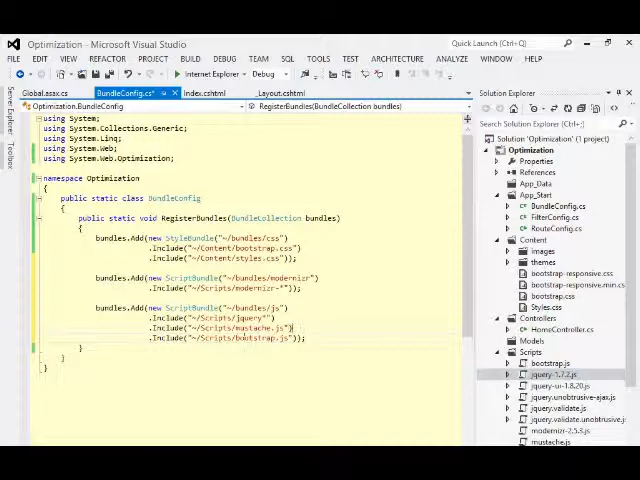 Optimization - Microsoft Visual Studio
Quick Launch (Ctrl+Q)
FILE EDIT VIEW REFACTOR PROJECT BUILD DEBUG TEAM SQL TOOLS TEST ARCHITECTURE ANALYZE WINDOW HELP
Internet Explorer Debug
Global.asax.cs BundleConfig.cs* Index.cshtml _Layout.cshtml
Solution Explorer
Optimization.BundleConfig RegisterBundles(BundleCollection bundles)
Server Explorer
Toolbox
Search Solution Explorer (Ctrl+;)
using System;
using System.Collections.Generic;
using System.Linq;
using System.Web;
using System.Web.Optimization;
namespace Optimization
{
public static class BundleConfig
{
public static void RegisterBundles(BundleCollection bundles)
{
bundles.Add(new StyleBundle("~/bundles/css")
.Include("~/Content/bootstrap.css")
.Include("~/Content/styles.css"));
bundles.Add(new ScriptBundle("~/bundles/modernizr")
.Include("~/Scripts/modernizr-*"));
bundles.Add(new ScriptBundle("~/bundles/js")
.Include("~/Scripts/jquery*")
.Include("~/Scripts/mustache.js")
.Include("~/Scripts/bootstrap.js"));
}
}
}
Solution 'Optimization' (1 project)
Optimization
Properties
References
App_Data
App_Start
BundleConfig.cs
FilterConfig.cs
RouteConfig.cs
Content
images
themes
bootstrap-responsive.css
bootstrap-responsive.min.cs
bootstrap.css
Styles.css
Controllers
HomeController.cs
Models
Scripts
bootstrap.js
jquery-1.7.2.js
jquery-ui-1.8.20.js
jquery.unobtrusive-ajax.js
jquery.validate.js
jquery.validate.unobtrusive.j
modernizr-2.5.3.js
mustache.js